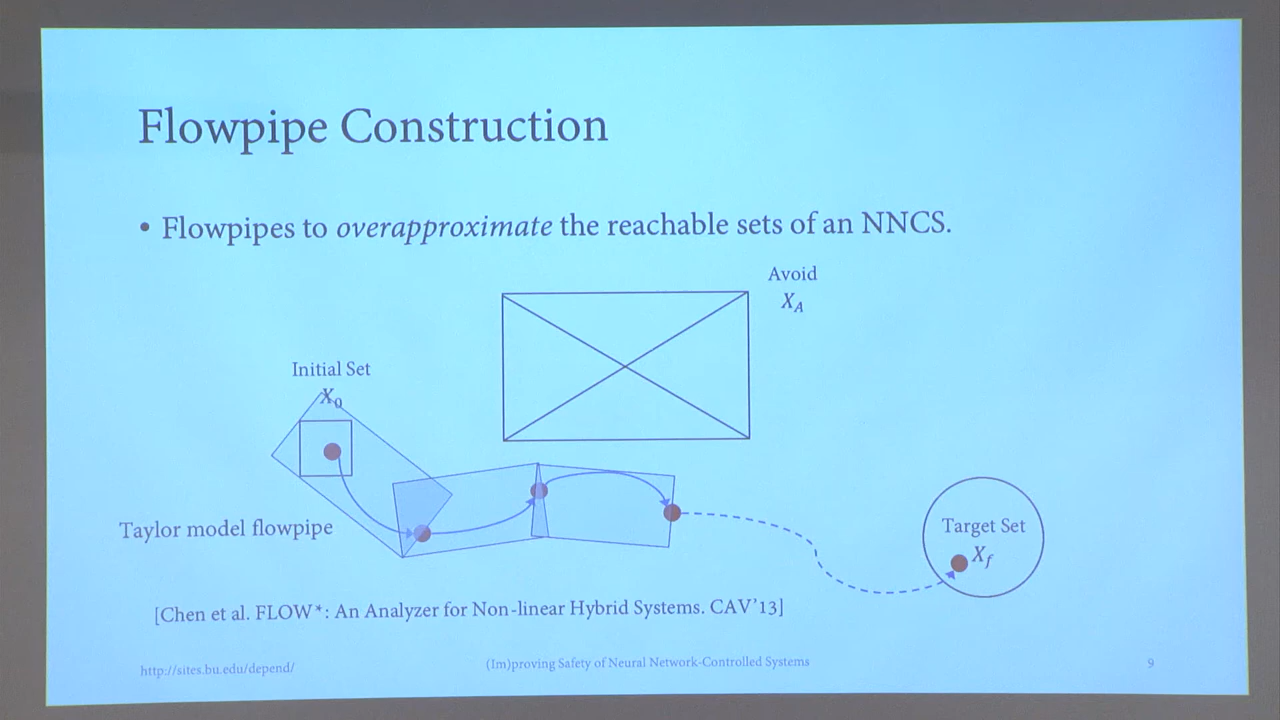 Flowpipe Construction
• Flowpipes to overapproximate the reachable sets of an NNCS.
Avoid
X_A
Initial Set
X_0
Taylor model flowpipe
Target Set
X_f
[Chen et al. FLOW*: An Analyzer for Non-linear Hybrid Systems. CAV'13]
http://sites.bu.edu/depend/
(Im)proving Safety of Neural Network-Controlled Systems
9